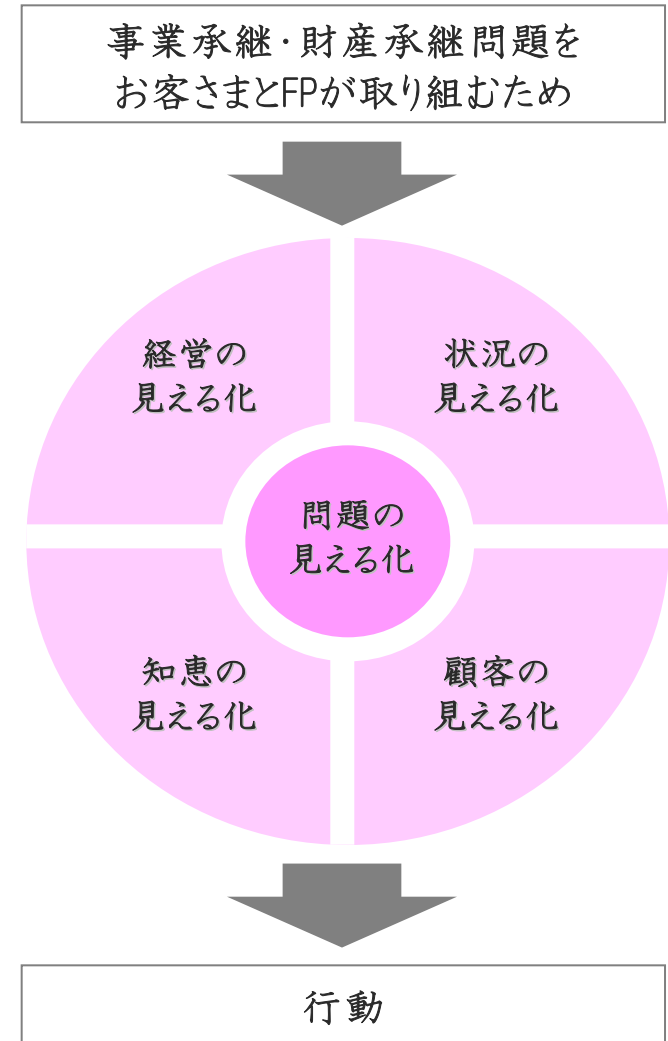 事業承継・財産承継問題を
お客さまとFPが取り組むため
経営の
見える化
状況の
見える化
問題の
見える化
知恵の
見える化
顧客の
見える化
行動